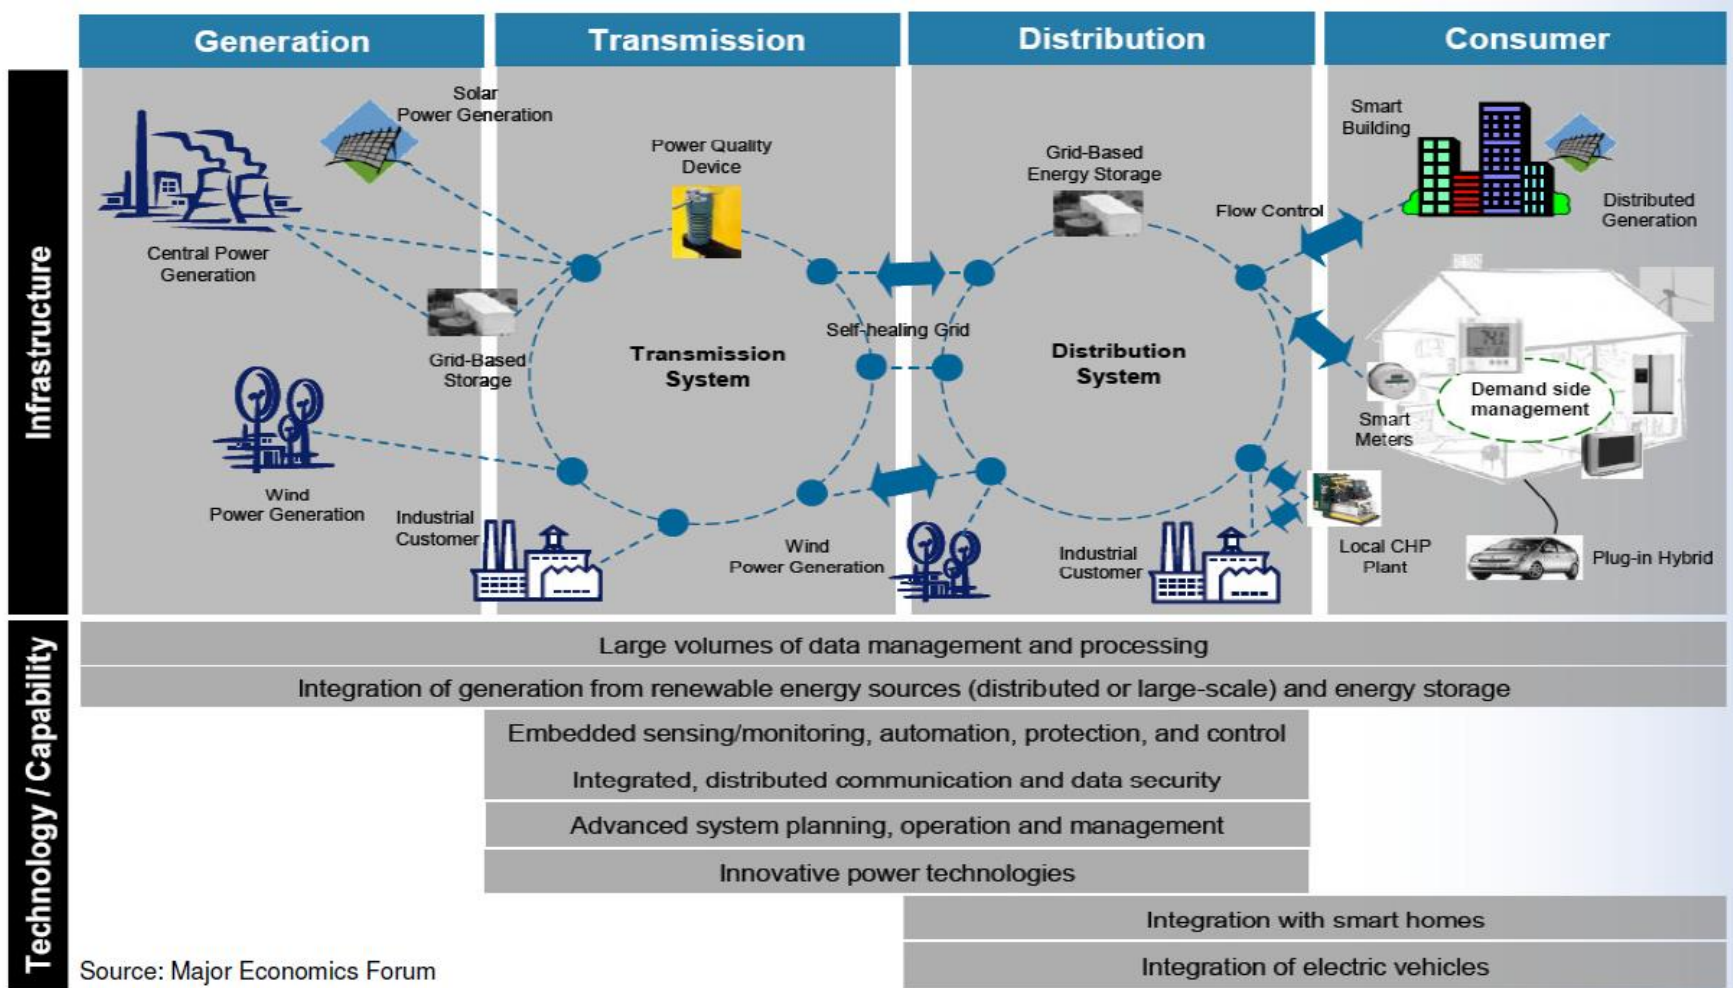 Generation
Transmission
Distribution
Consumer
Infrastructure
Solar
Power Generation
Central Power
Generation
Grid-Based
Storage
Wind
Power Generation
Industrial
Customer
Power Quality
Device
Transmission
System
Self-healing Grid
Wind
Power Generation
Grid-Based
Energy Storage
Flow Control
Distribution
System
Industrial
Customer
Smart
Building
Distributed
Generation
Demand side
management
Smart
Meters
Local CHP
Plant
Plug-in Hybrid
Technology / Capability
Large volumes of data management and processing
Integration of generation from renewable energy sources (distributed or large-scale) and energy storage
Embedded sensing/monitoring, automation, protection, and control
Integrated, distributed communication and data security
Advanced system planning, operation and management
Innovative power technologies
Integration with smart homes
Integration of electric vehicles
Source: Major Economics Forum